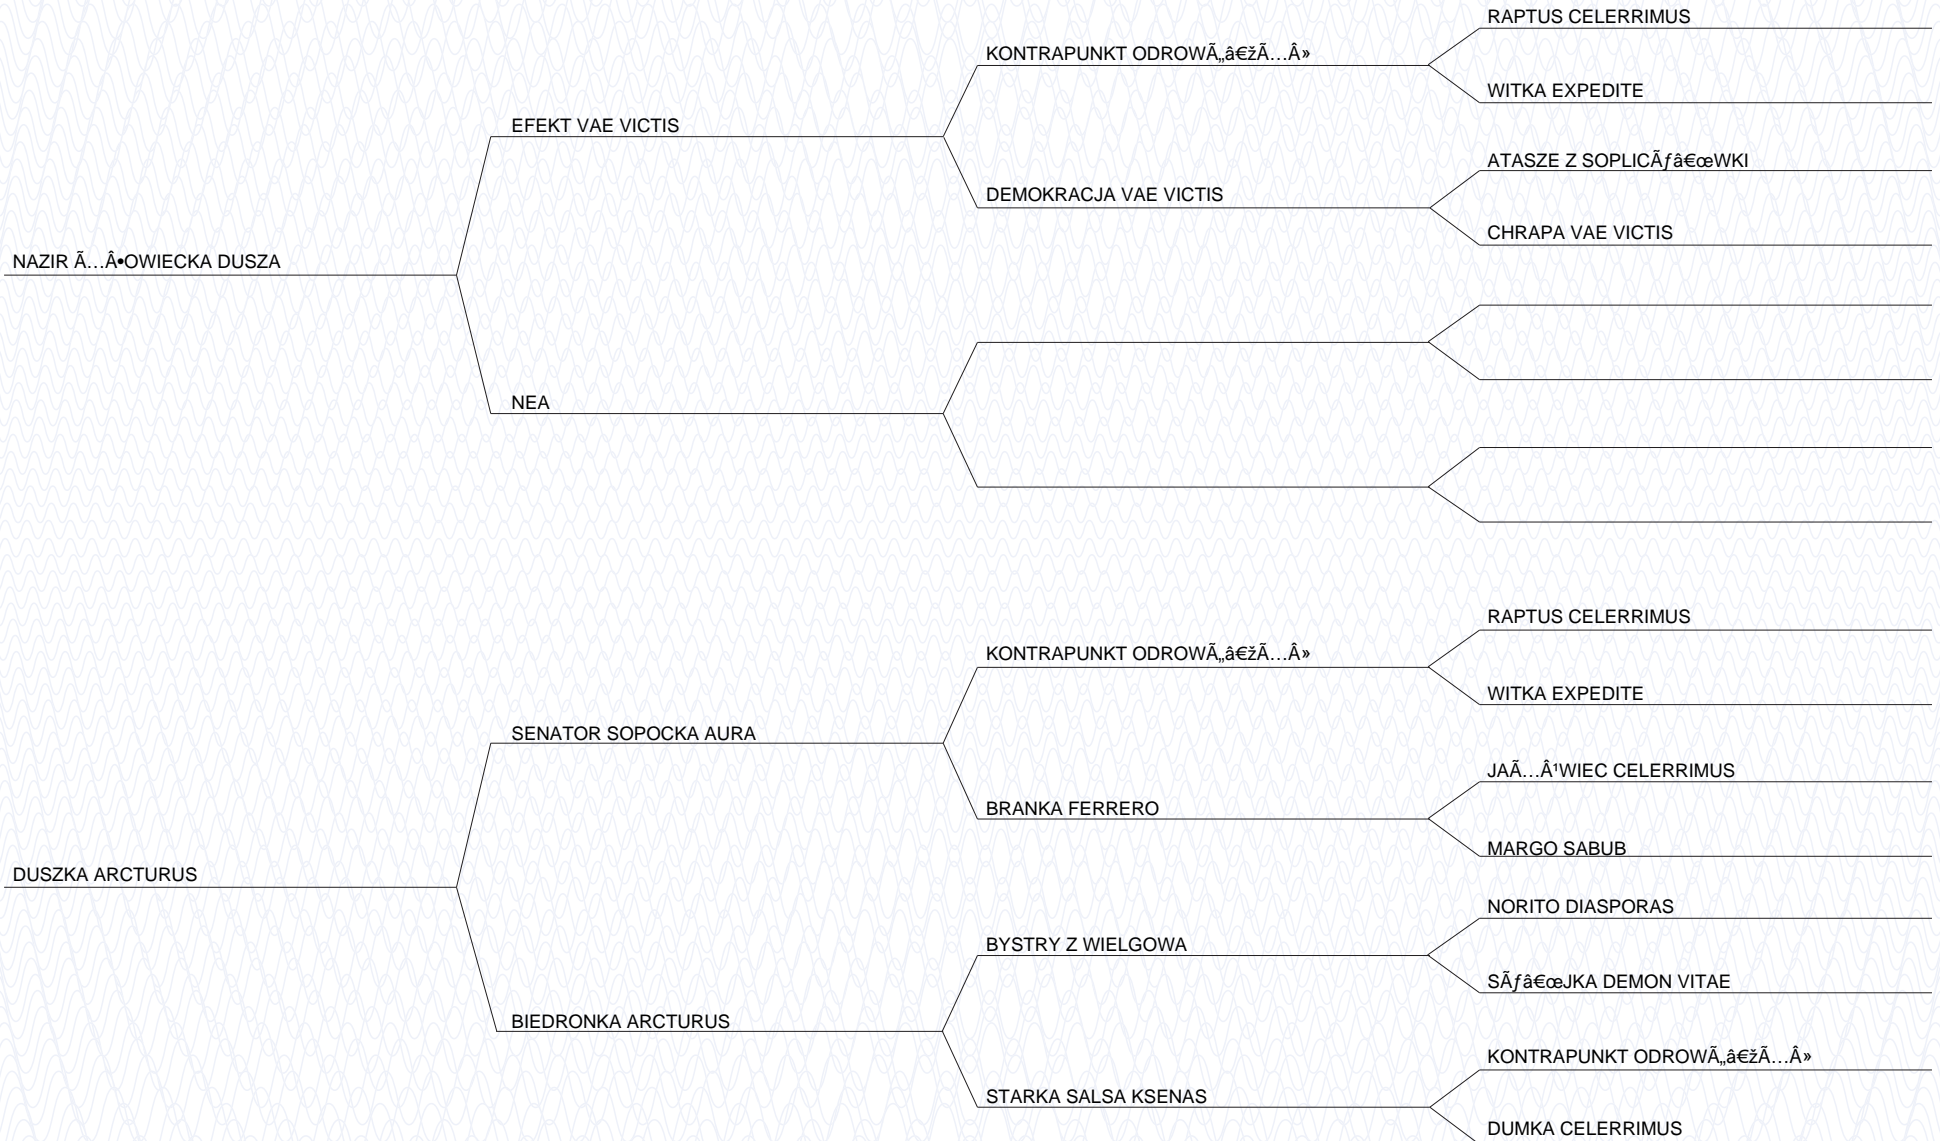 RAPTUS CELERRIMUS
KONTRAPUNKT ODROWÃ„â€žÃ…Â»
WITKA EXPEDITE
EFEKT VAE VICTIS
ATASZE Z SOPLICÃƒâ€œWKI
DEMOKRACJA VAE VICTIS
CHRAPA VAE VICTIS
NAZIR Ã…Â•OWIECKA DUSZA
NEA
RAPTUS CELERRIMUS
KONTRAPUNKT ODROWÃ„â€žÃ…Â»
WITKA EXPEDITE
SENATOR SOPOCKA AURA
JAÃ…Â¹WIEC CELERRIMUS
BRANKA FERRERO
MARGO SABUB
DUSZKA ARCTURUS
NORITO DIASPORAS
BYSTRY Z WIELGOWA
SÃƒâ€œJKA DEMON VITAE
BIEDRONKA ARCTURUS
KONTRAPUNKT ODROWÃ„â€žÃ…Â»
STARKA SALSA KSENAS
DUMKA CELERRIMUS